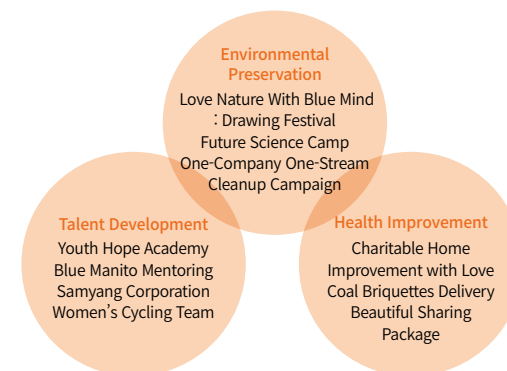 Environmental
Preservation
Love Nature With Blue Mind
: Drawing Festival
Future Science Camp
One-Company One-Stream
Cleanup Campaign
Talent Development
Youth Hope Academy
Blue Manito Mentoring
Samyang Corporation
Women's Cycling Team
Health Improvement
Charitable Home
Improvement with Love
Coal Briquettes Delivery
Beautiful Sharing
Package